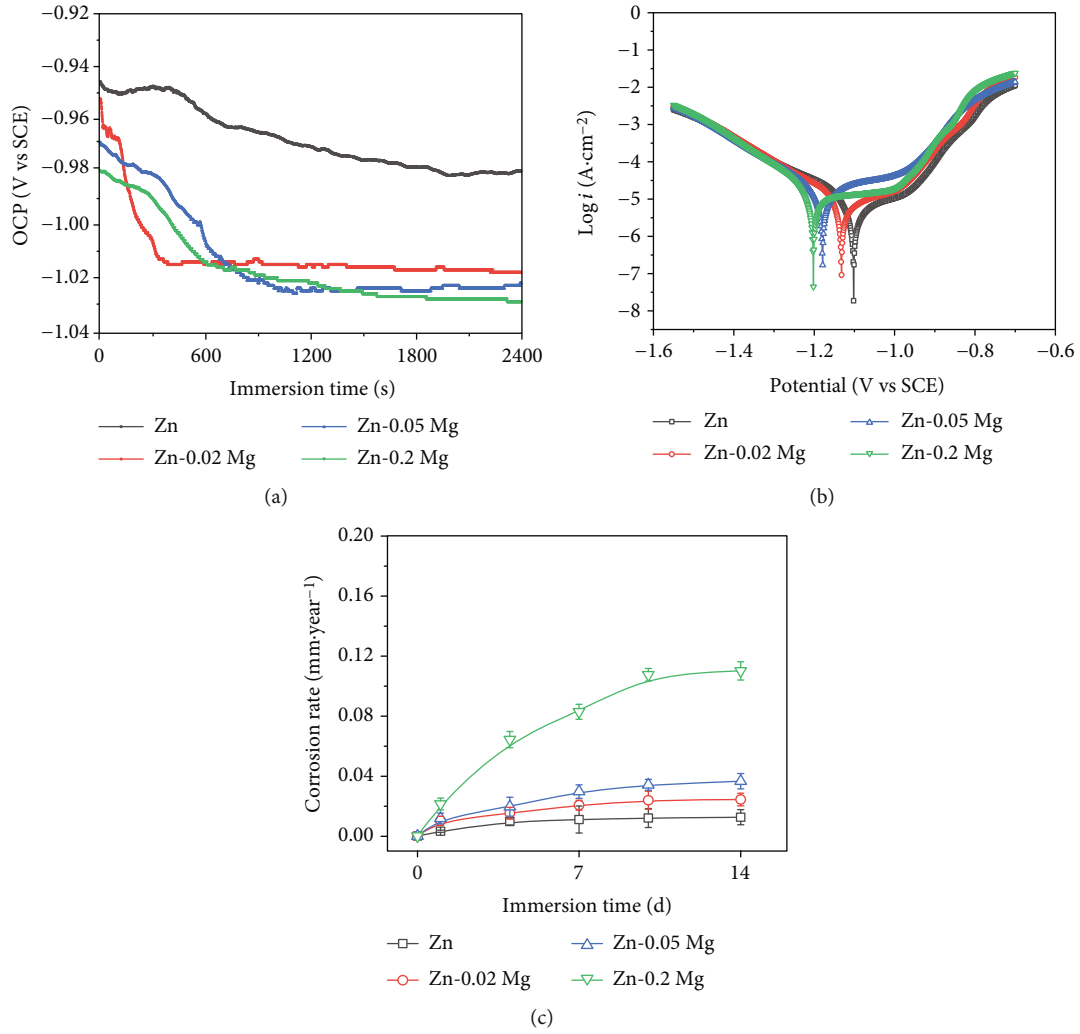 −0.92
−0.94
−0.96
−0.98
−1.00
−1.02
−1.04
OCP (V vs SCE)
0
600
1200
1800
2400
Immersion time (s)
Zn
Zn-0.05 Mg
Zn-0.02 Mg
Zn-0.2 Mg
(a)
0
−1
−2
−3
−4
−5
−6
−7
−8
Log i (A·cm−2)
−1.6
−1.4
−1.2
−1.0
−0.8
−0.6
Potential (V vs SCE)
Zn
Zn-0.05 Mg
Zn-0.02 Mg
Zn-0.2 Mg
(b)
0.20
0.16
0.12
0.08
0.04
0.00
Corrosion rate (mm·year−1)
0
7
14
Immersion time (d)
Zn
Zn-0.05 Mg
Zn-0.02 Mg
Zn-0.2 Mg
(c)